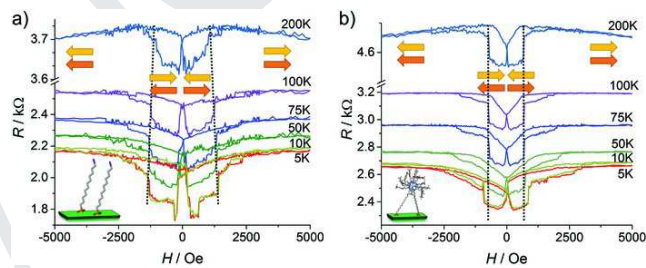 a)
3.7
3.6
2.4
2.2
2.0
1.8
R / kΩ
200K
100K
75K
50K
10K
5K
-5000
-2500
0
2500
5000
H / Oe
b)
4.6
3.2
3.0
2.8
2.6
2.4
R / kΩ
200K
100K
75K
50K
10K
5K
-5000
-2500
0
2500
5000
H / Oe